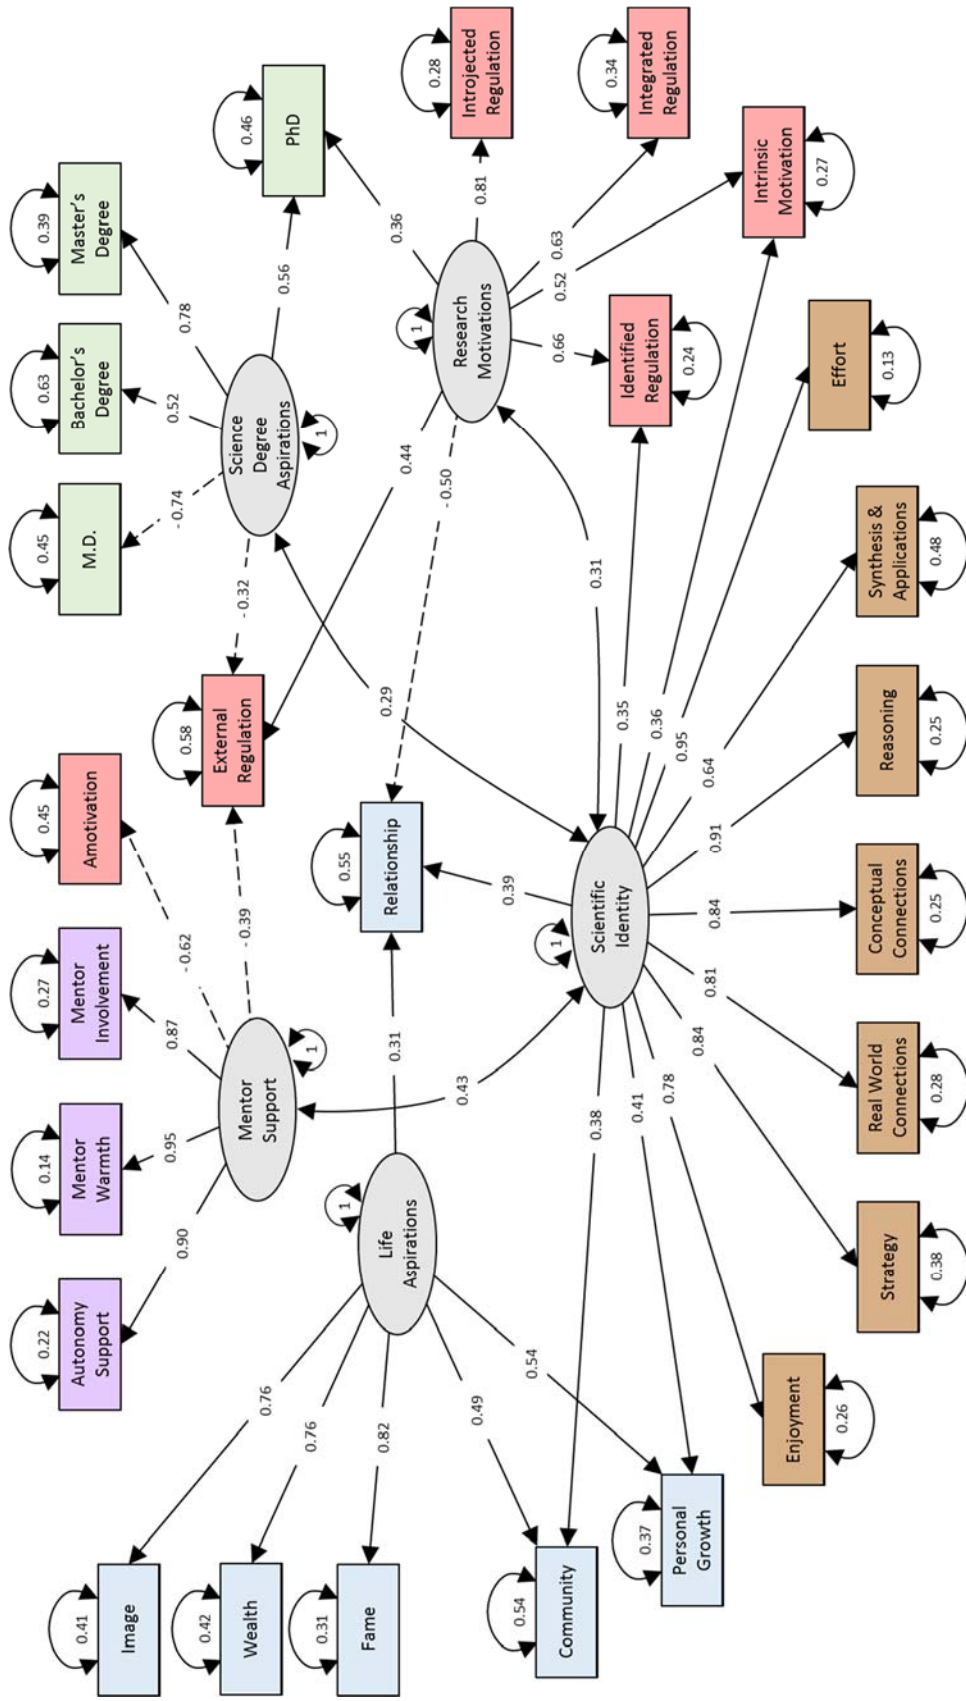 0.41
Image
0.42
Wealth
0.31
Fame
0.54
Community
0.37
Personal
Growth
0.22
Autonomy
Support
0.14
Mentor
Warmth
0.27
Mentor
Involvement
0.45
Amotivation
0.45
M.D.
0.63
Bachelor's
Degree
0.39
Master's
Degree
0.46
PhD
0.58
External
Regulation
0.55
Relationship
0.90
0.95
0.87
- 0.62
- 0.39
Mentor
Support
1
- 0.74
0.52
0.78
0.56
- 0.32
Science
Degree
Aspirations
1
0.76
0.76
0.82
0.49
0.54
0.31
1
Life
Aspirations
0.43
0.29
0.31
0.36
0.81
0.63
0.52
0.66
0.44
- 0.50
1
Research
Motivations
0.28
Introjected
Regulation
0.34
Integrated
Regulation
Intrinsic
Motivation
0.27
Identified
Regulation
0.24
1
Scientific
Identity
0.39
0.38
0.41
0.78
0.84
0.81
0.84
0.91
0.64
0.95
0.36
0.35
Enjoyment
0.26
Strategy
0.38
Real World
Connections
0.28
Conceptual
Connections
0.25
Reasoning
0.25
Synthesis &
Applications
0.48
Effort
0.13